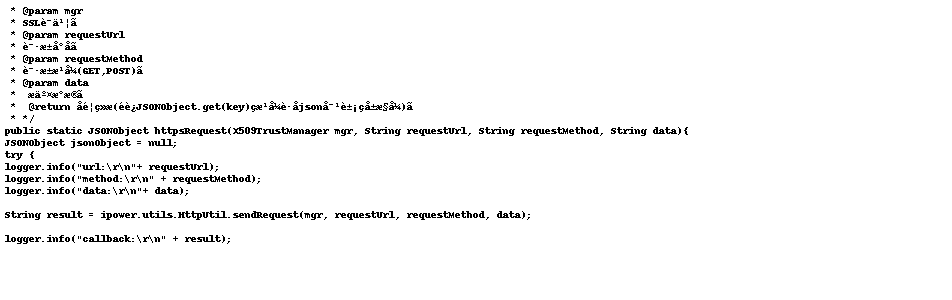 * @param mgr
* SSLè¯ä¹¦ã
* @param requestUrl
* è¯·æ±å°åã
* @param requestMethod
* è¯·æ±æ¹å¼(GET,POST)ã
* @param data
* æäº¤æ°æ®ã
* @return åé¦ç»æ(éè¿JSONObject.get(key)çæ¹å¼è·åjsonå¯¹è±¡çå±æ§å¼)ã
* */
public static JSONObject httpsRequest(X509TrustManager mgr, String requestUrl, String requestMethod, String data){
JSONObject jsonObject = null;
try {
logger.info("url:\r\n"+ requestUrl);
logger.info("method:\r\n" + requestMethod);
logger.info("data:\r\n"+ data);
String result = ipower.utils.HttpUtil.sendRequest(mgr, requestUrl, requestMethod, data);
logger.info("callback:\r\n" + result);